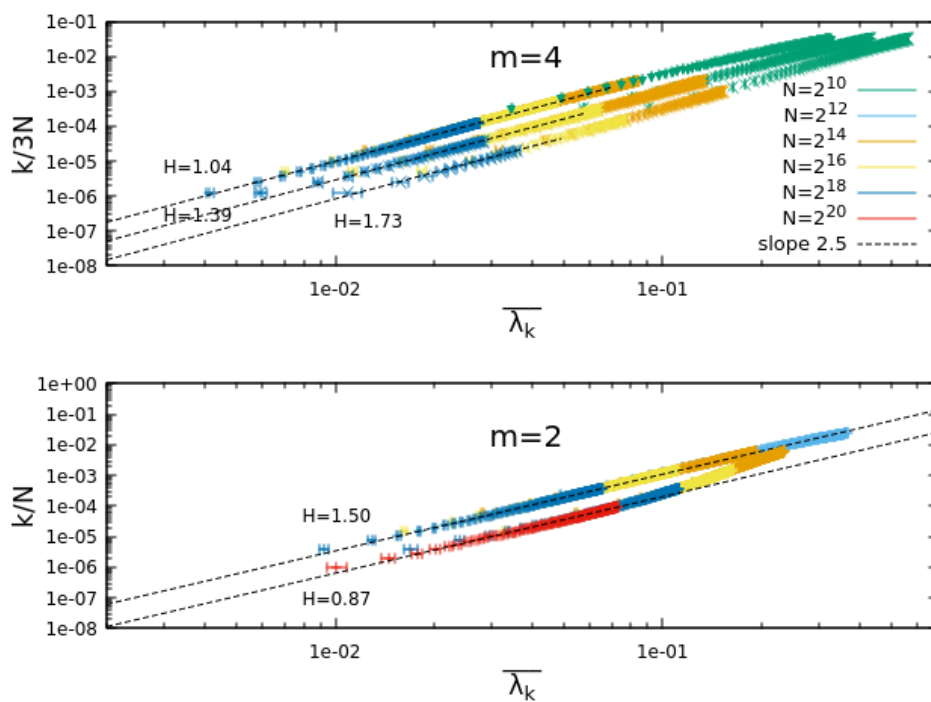 1e-01
1e-02
1e-03
1e-04
1e-05
1e-06
1e-07
1e-08
k/3N
m=4
N=2^10
N=2^12
N=2^14
N=2^16
N=2^18
N=2^20
slope 2.5
H=1.04
H=1.39
H=1.73
1e-02 1e-01
λk
1e+00
1e-01
1e-02
1e-03
1e-04
1e-05
1e-06
1e-07
1e-08
k/N
m=2
H=1.50
H=0.87
1e-02 1e-01
λk